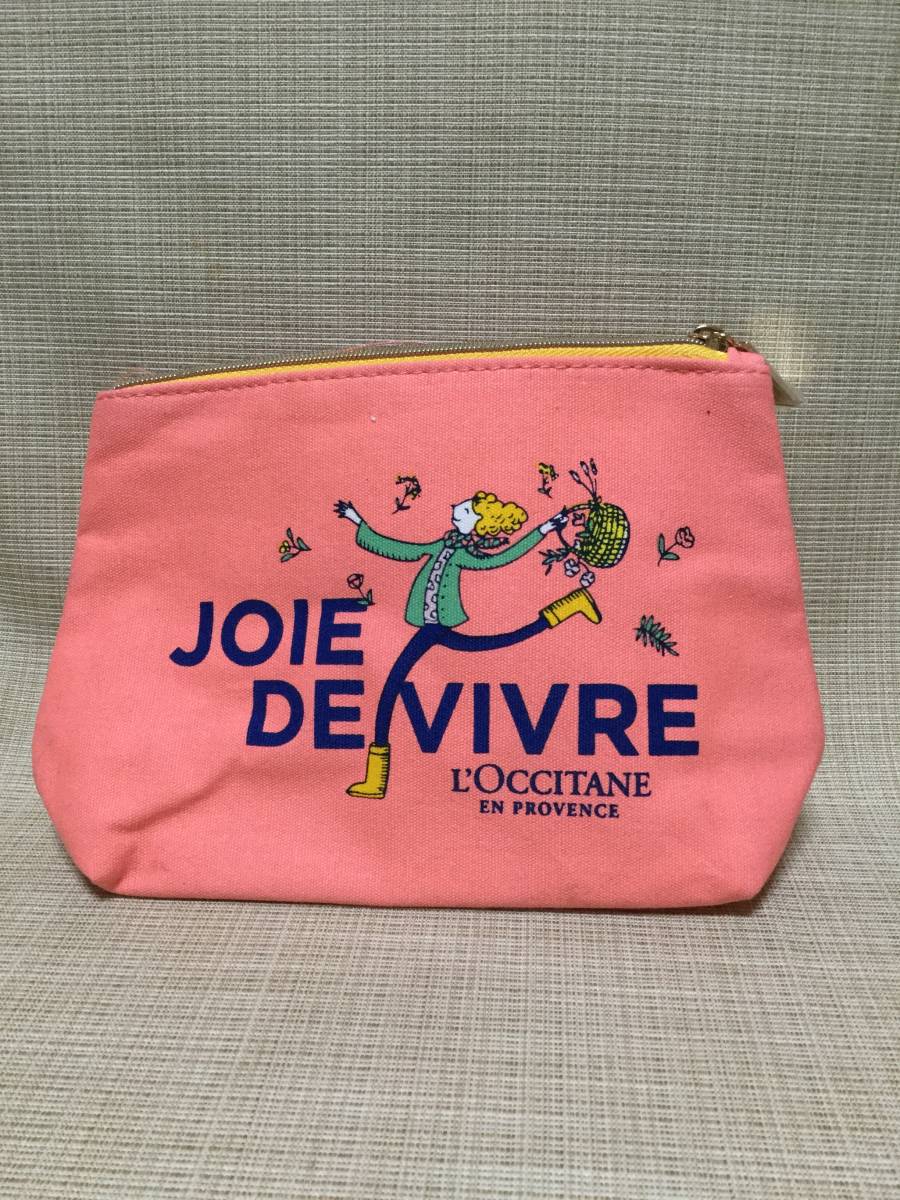 JOIE
DE VIVRE
L'OCCITANE
EN PROVENCE